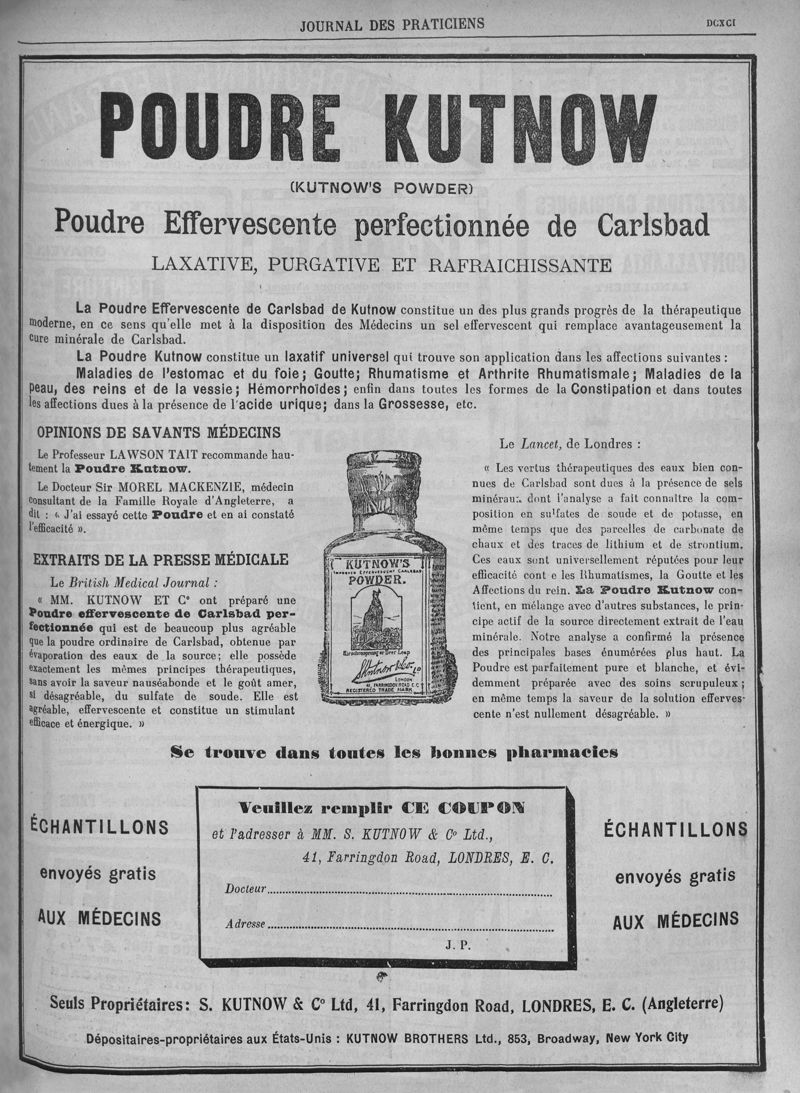 JOURNAL DES PRATICIENS
DCXCI
POUDRE KUTNOW
(KUTNOW'S POWDER)
Poudre Effervescente perfectionnée de Carlsbad
LAXATIVE, PURGATIVE ET RAFRAICHISSANTE
La Poudre Effervescente de Carlsbad de Kutnow constitue un des plus grands progrès de la thérapeutique
moderne, en ce sens qu'elle met à la disposition des Médecins un sel effervescent qui remplace avantageusement la
cure minérale de Carlsbad.
La Poudre Kutnow constitue un laxatif universel qui trouve son application dans les affections suivantes :
Maladies de l'estomac et du foie; Goutte; Rhumatisme et Arthrite Rhumatismale; Maladies de la
peau, des reins et de la vessie; Hémorrhoïdes; enfin dans toutes les formes de la Constipation et dans toutes
les affections dues à la présence de l'acide urique; dans la Grossesse, etc.
OPINIONS DE SAVANTS MÉDECINS
Le Professeur LAWSON TAIT recommande hau-
tement la Poudre Kutnow.
Le Docteur Sir MOREL MACKENZIE, médecin
consultant de la Famille Royale d'Angleterre, a
dit : « J'ai essayé cette Poudre et en ai constaté
l'efficacité ».
EXTRAITS DE LA PRESSE MÉDICALE
Le British Medical Journal :
« MM. KUTNOW ET Cº ont préparé une
Poudre effervescente de Carlsbad per-
fectionnée qui est de beaucoup plus agréable
que la poudre ordinaire de Carlsbad, obtenue par
évaporation des eaux de la source; elle possède
exactement les mêmes principes thérapeutiques,
sans avoir la saveur nauséabonde et le goût amer,
si désagréable, du sulfate de soude. Elle est
agréable, effervescente et constitue un stimulant
efficace et énergique. »
KUTNOW'S
IMPROVED EFFERVESCENT CARLSBAD
POWDER.
Hirschensprung or Deer Leap
S. Kutnow & Co. Ld
LONDON
41, FARRINGDON ROAD E.C.
REGISTERED TRADE MARK
Le Lancet, de Londres :
« Les vertus thérapeutiques des eaux bien con-
nues de Carlsbad sont dues à la présence de sels
minéraux dont l'analyse a fait connaître la com-
position en sulfates de soude et de potasse, en
même temps que des parcelles de carbonate de
chaux et des traces de lithium et de strontium.
Ces eaux sont universellement réputées pour leur
efficacité cont e les Rhumatismes, la Goutte et les
Affections du rein. La Poudre Kutnow con-
tient, en mélange avec d'autres substances, le prin-
cipe actif de la source directement extrait de l'eau
minérale. Notre analyse a confirmé la présence
des principales bases énumérées plus haut. La
Poudre est parfaitement pure et blanche, et évi-
demment préparée avec des soins scrupuleux;
en même temps la saveur de la solution efferves-
cente n'est nullement désagréable. »
Se trouve dans toutes les bonnes pharmacies
ÉCHANTILLONS
envoyés gratis
AUX MÉDECINS
Veuillez remplir CE COUPON
et l'adresser à MM. S. KUTNOW & Cº Ltd.,
41, Farringdon Road, LONDRES, E. C.
Docteur
Adresse
J. P.
ÉCHANTILLONS
envoyés gratis
AUX MÉDECINS
Seuls Propriétaires: S. KUTNOW & Cº Ltd, 41, Farringdon Road, LONDRES, E. C. (Angleterre)
Dépositaires-propriétaires aux États-Unis : KUTNOW BROTHERS Ltd., 853, Broadway, New York City